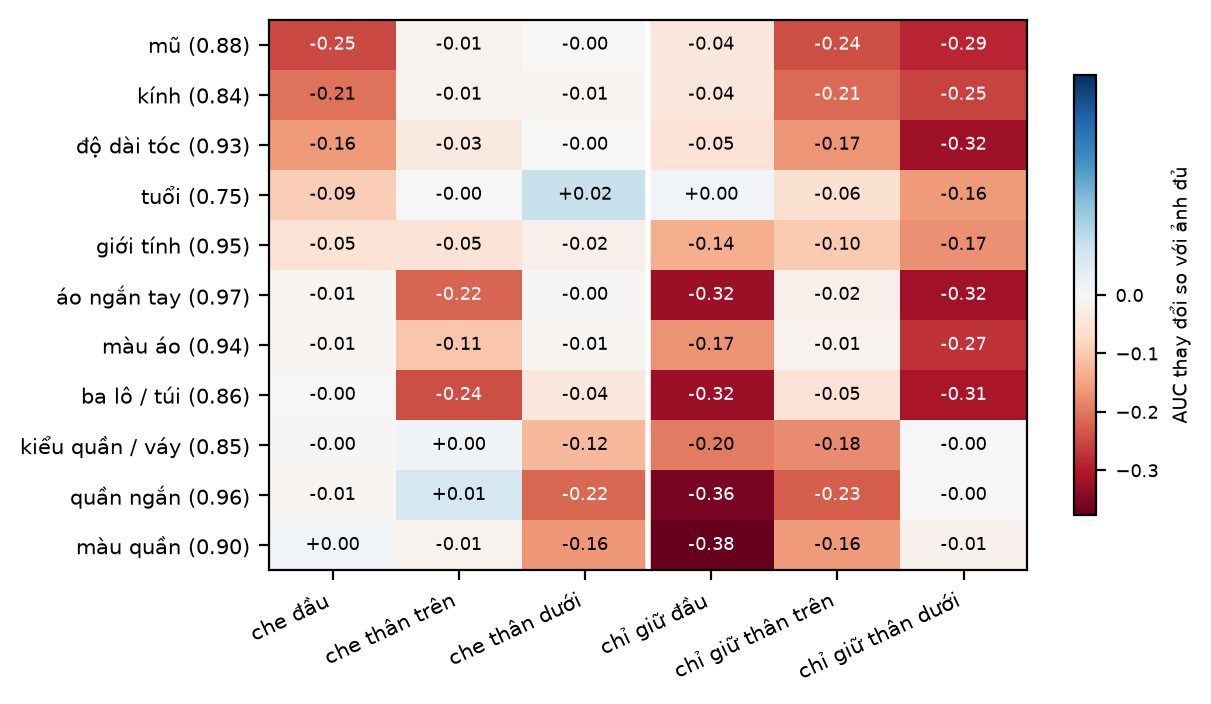 mũ (0.88) -0.25 -0.01 -0.00 -0.04 -0.24 -0.29
kính (0.84) -0.21 -0.01 -0.01 -0.04 -0.21 -0.25
độ dài tóc (0.93) -0.16 -0.03 -0.00 -0.05 -0.17 -0.32
tuổi (0.75) -0.09 -0.00 +0.02 +0.00 -0.06 -0.16
giới tính (0.95) -0.05 -0.05 -0.02 -0.14 -0.10 -0.17
áo ngắn tay (0.97) -0.01 -0.22 -0.00 -0.32 -0.02 -0.32
màu áo (0.94) -0.01 -0.11 -0.01 -0.17 -0.01 -0.27
ba lô / túi (0.86) -0.00 -0.24 -0.04 -0.32 -0.05 -0.31
kiểu quần / váy (0.85) -0.00 +0.00 -0.12 -0.20 -0.18 -0.00
quần ngắn (0.96) -0.01 +0.01 -0.22 -0.36 -0.23 -0.00
màu quần (0.90) +0.00 -0.01 -0.16 -0.38 -0.16 -0.01
che đầu
che thân trên
che thân dưới
chỉ giữ đầu
chỉ giữ thân trên
chỉ giữ thân dưới
0.0
−0.1
−0.2
−0.3
AUC thay đổi so với ảnh đủ